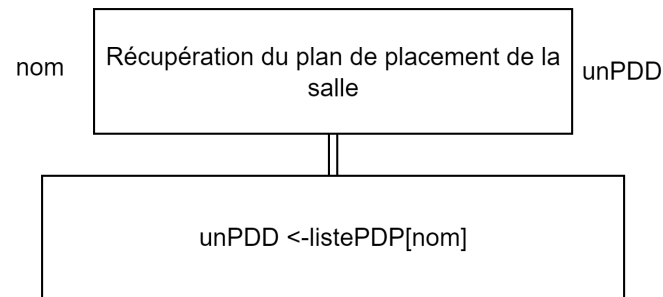 nom
Récupération du plan de placement de la
salle
unPDD
unPDD <-listePDP[nom]